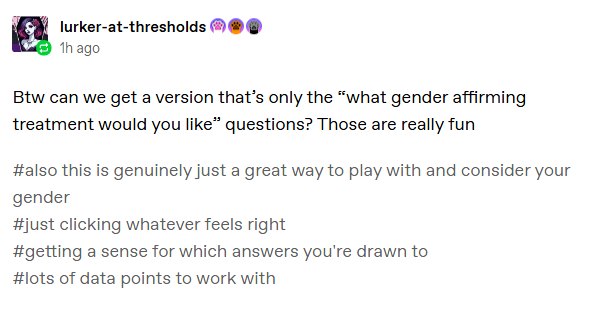 lurker-at-thresholds
1h ago
Btw can we get a version that’s only the “what gender affirming
treatment would you like” questions? Those are really fun
#also this is genuinely just a great way to play with and consider your
gender
#just clicking whatever feels right
#getting a sense for which answers you're drawn to
#lots of data points to work with